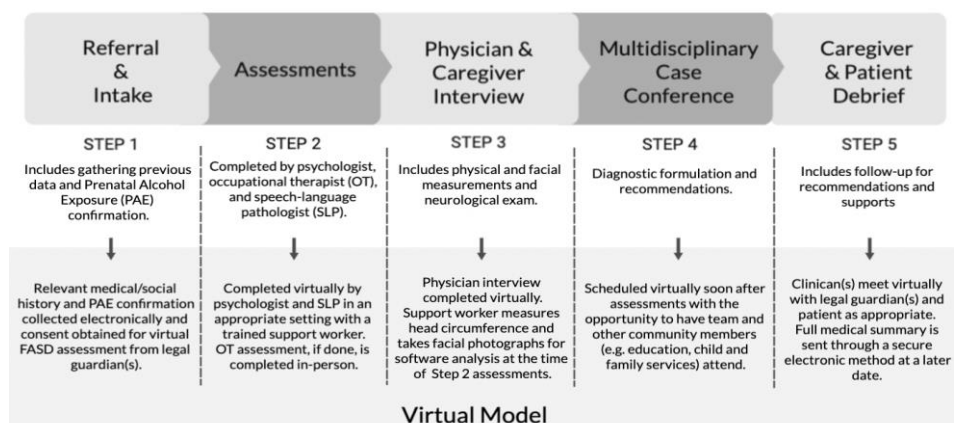 Referral
&
Intake
Assessments
Physician &
Caregiver
Interview
Multidisciplinary
Case
Conference
Caregiver
& Patient
Debrief
STEP 1
Includes gathering previous
data and Prenatal Alcohol
Exposure (PAE)
confirmation.
STEP 2
Completed by psychologist,
occupational therapist (OT),
and speech-language
pathologist (SLP).
STEP 3
Includes physical and facial
measurements and
neurological exam.
STEP 4
Diagnostic formulation and
recommendations.
STEP 5
Includes follow-up for
recommendations and
supports
Relevant medical/social
history and PAE confirmation
collected electronically and
consent obtained for virtual
FASD assessment from legal
guardian(s).
Completed virtually by
psychologist and SLP in an
appropriate setting with a
trained support worker.
OT assessment, if done, is
completed in-person.
Physician interview
completed virtually.
Support worker measures
head circumference and
takes facial photographs for
software analysis at the time
of Step 2 assessments.
Scheduled virtually soon after
assessments with the
opportunity to have team and
other community members
(e.g. education, child and
family services) attend.
Clinican(s) meet virtually
with legal guardian(s) and
patient as appropriate.
Full medical summary is
sent through a secure
electronic method at a later
date.
Virtual Model